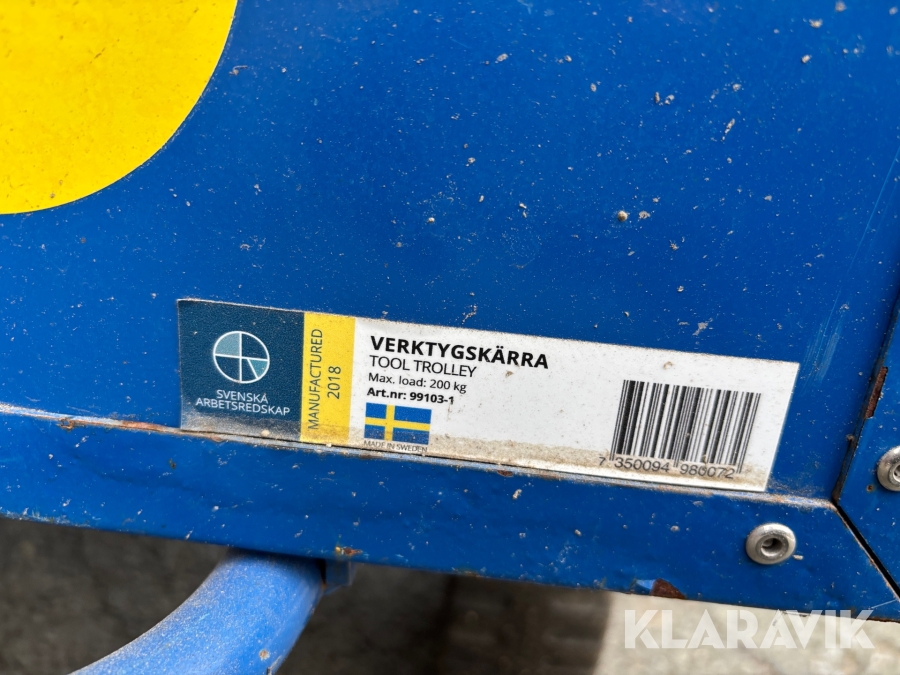 SVENSKA
ARBETSREDSKAP
MANUFACTURED
2018
VERKTYGSKÄRRA
TOOL TROLLEY
Max. load: 200 kg
Art.nr: 99103-1
MADE IN SWEDEN
7 350094 980072
KLARAVIK